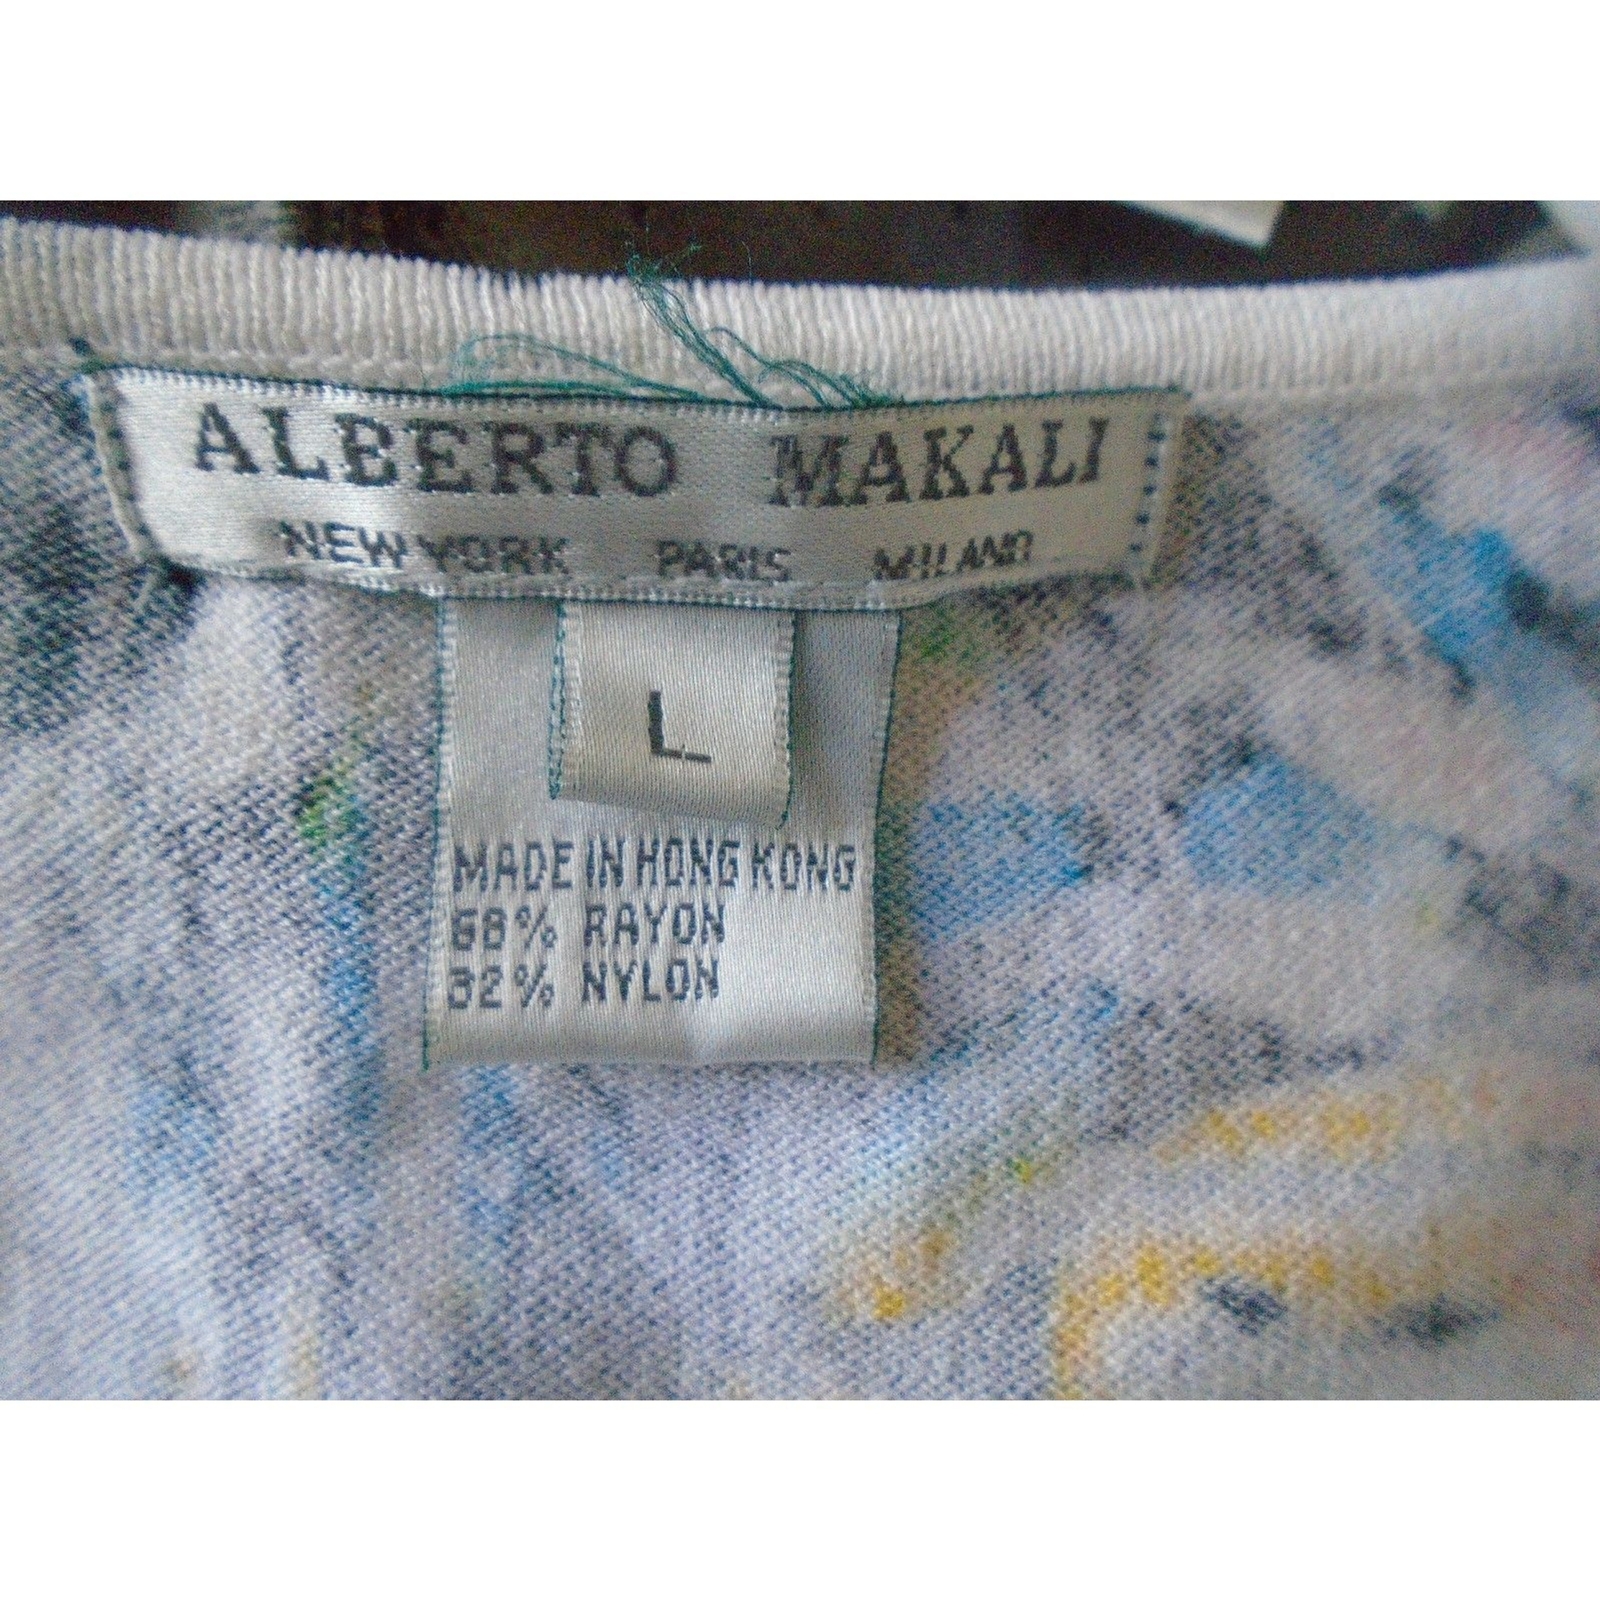 ALBERTO MAKALI
NEW YORK PARIS MILANO
L
MADE IN HONG KONG
68% RAYON
32% NYLON